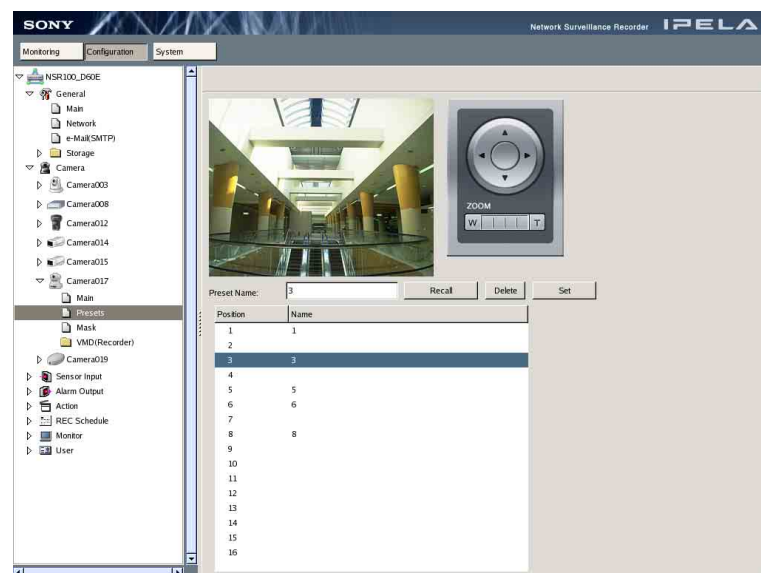 SONY
Network Surveillance Recorder IPELA
Monitoring Configuration System
NSR100_D60E
General
Main
Network
e-Mail(SMTP)
Storage
Camera
Camera003
Camera008
Camera012
Camera014
Camera015
Camera017
Main
Presets
Mask
VMD(Recorder)
Camera019
Sensor Input
Alarm Output
Action
REC Schedule
Monitor
User
ZOOM
W T
Preset Name: 3 Recall Delete Set
Position Name
1 1
2
3 3
4
5 5
6 6
7
8 8
9
10
11
12
13
14
15
16